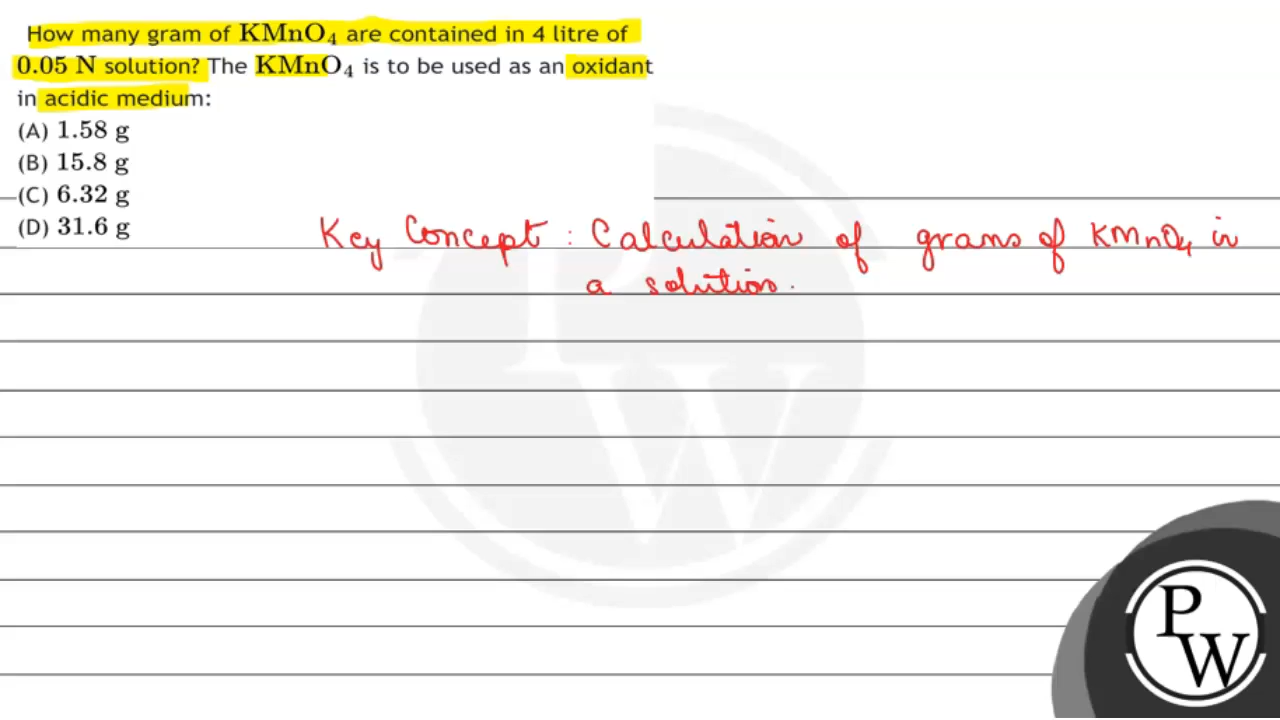 How many gram of KMnO₄ are contained in 4 litre of
0.05 N solution? The KMnO₄ is to be used as an oxidant
in acidic medium:
(A) 1.58 g
(B) 15.8 g
(C) 6.32 g
(D) 31.6 g
Key Concept : Calculation of grams of KMnO₄ in
a solution.
P
W
P
W